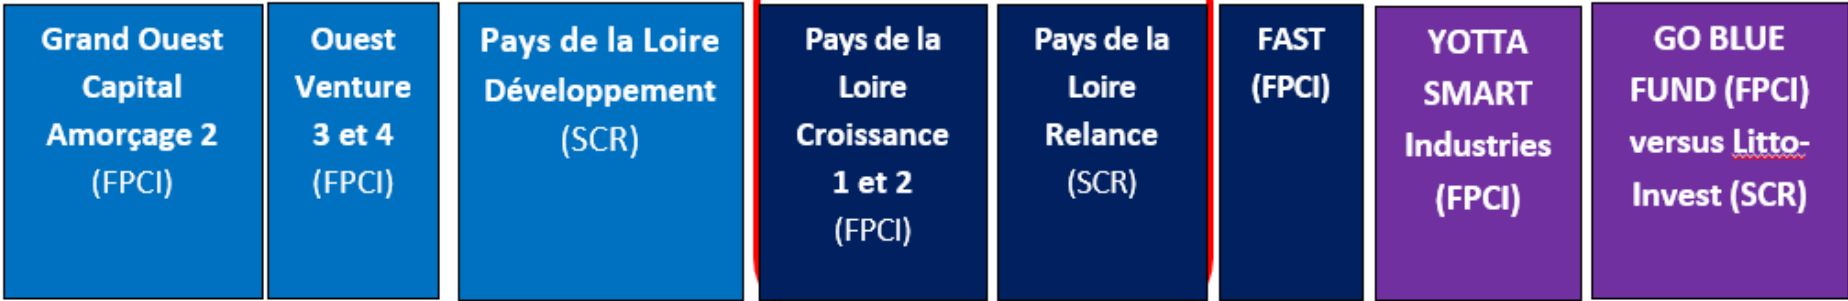 Grand Ouest
Capital
Amorçage 2
(FPCI)
Ouest
Venture
3 et 4
(FPCI)
Pays de la Loire
Développement
(SCR)
Pays de la
Loire
Croissance
1 et 2
(FPCI)
Pays de la
Loire
Relance
(SCR)
FAST
(FPCI)
YOTTA
SMART
Industries
(FPCI)
GO BLUE
FUND (FPCI)
versus Litto-
Invest (SCR)